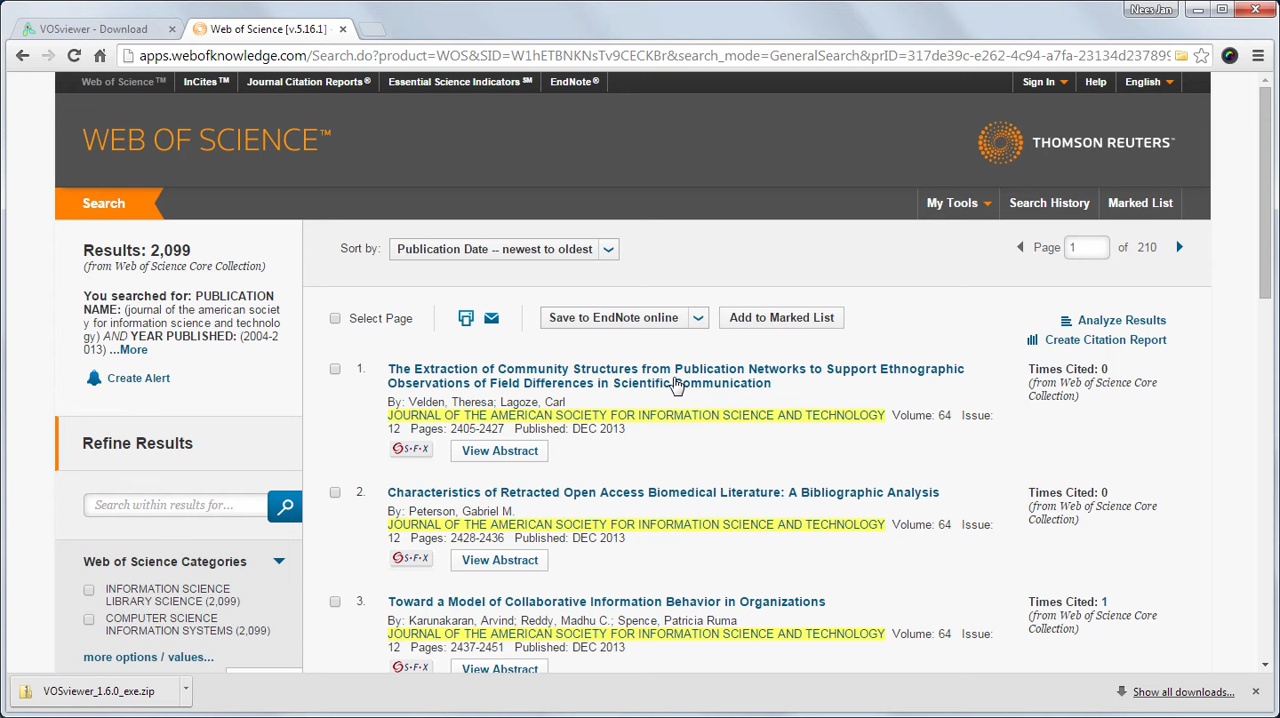 Nees Jan
VOSviewer - Download
Web of Science [v.5.16.1] -
apps.webofknowledge.com/Search.do?product=WOS&SID=W1hETBNKNsTv9CECKBr&search_mode=GeneralSearch&prID=317de39c-e262-4c94-a7fa-23134d237899
Web of Science™ InCites™ Journal Citation Reports® Essential Science Indicators℠ EndNote® Sign In Help English
WEB OF SCIENCE™
THOMSON REUTERS™
Search My Tools Search History Marked List
Results: 2,099
(from Web of Science Core Collection)
You searched for: PUBLICATION
NAME: (journal of the american societ
y for information science and technolo
gy) AND YEAR PUBLISHED: (2004-2
013) ...More
Create Alert
Refine Results
Search within results for...
Web of Science Categories
INFORMATION SCIENCE
LIBRARY SCIENCE (2,099)
COMPUTER SCIENCE
INFORMATION SYSTEMS (2,099)
more options / values...
Sort by: Publication Date -- newest to oldest
Page 1 of 210
Select Page Save to EndNote online Add to Marked List
Analyze Results
Create Citation Report
1. The Extraction of Community Structures from Publication Networks to Support Ethnographic
Observations of Field Differences in Scientific Communication
By: Velden, Theresa; Lagoze, Carl
JOURNAL OF THE AMERICAN SOCIETY FOR INFORMATION SCIENCE AND TECHNOLOGY Volume: 64 Issue:
12 Pages: 2405-2427 Published: DEC 2013
S·F·X View Abstract
Times Cited: 0
(from Web of Science Core
Collection)
2. Characteristics of Retracted Open Access Biomedical Literature: A Bibliographic Analysis
By: Peterson, Gabriel M.
JOURNAL OF THE AMERICAN SOCIETY FOR INFORMATION SCIENCE AND TECHNOLOGY Volume: 64 Issue:
12 Pages: 2428-2436 Published: DEC 2013
S·F·X View Abstract
Times Cited: 0
(from Web of Science Core
Collection)
3. Toward a Model of Collaborative Information Behavior in Organizations
By: Karunakaran, Arvind; Reddy, Madhu C.; Spence, Patricia Ruma
JOURNAL OF THE AMERICAN SOCIETY FOR INFORMATION SCIENCE AND TECHNOLOGY Volume: 64 Issue:
12 Pages: 2437-2451 Published: DEC 2013
S·F·X View Abstract
Times Cited: 1
(from Web of Science Core
Collection)
VOSviewer_1.6.0_exe.zip
Show all downloads...